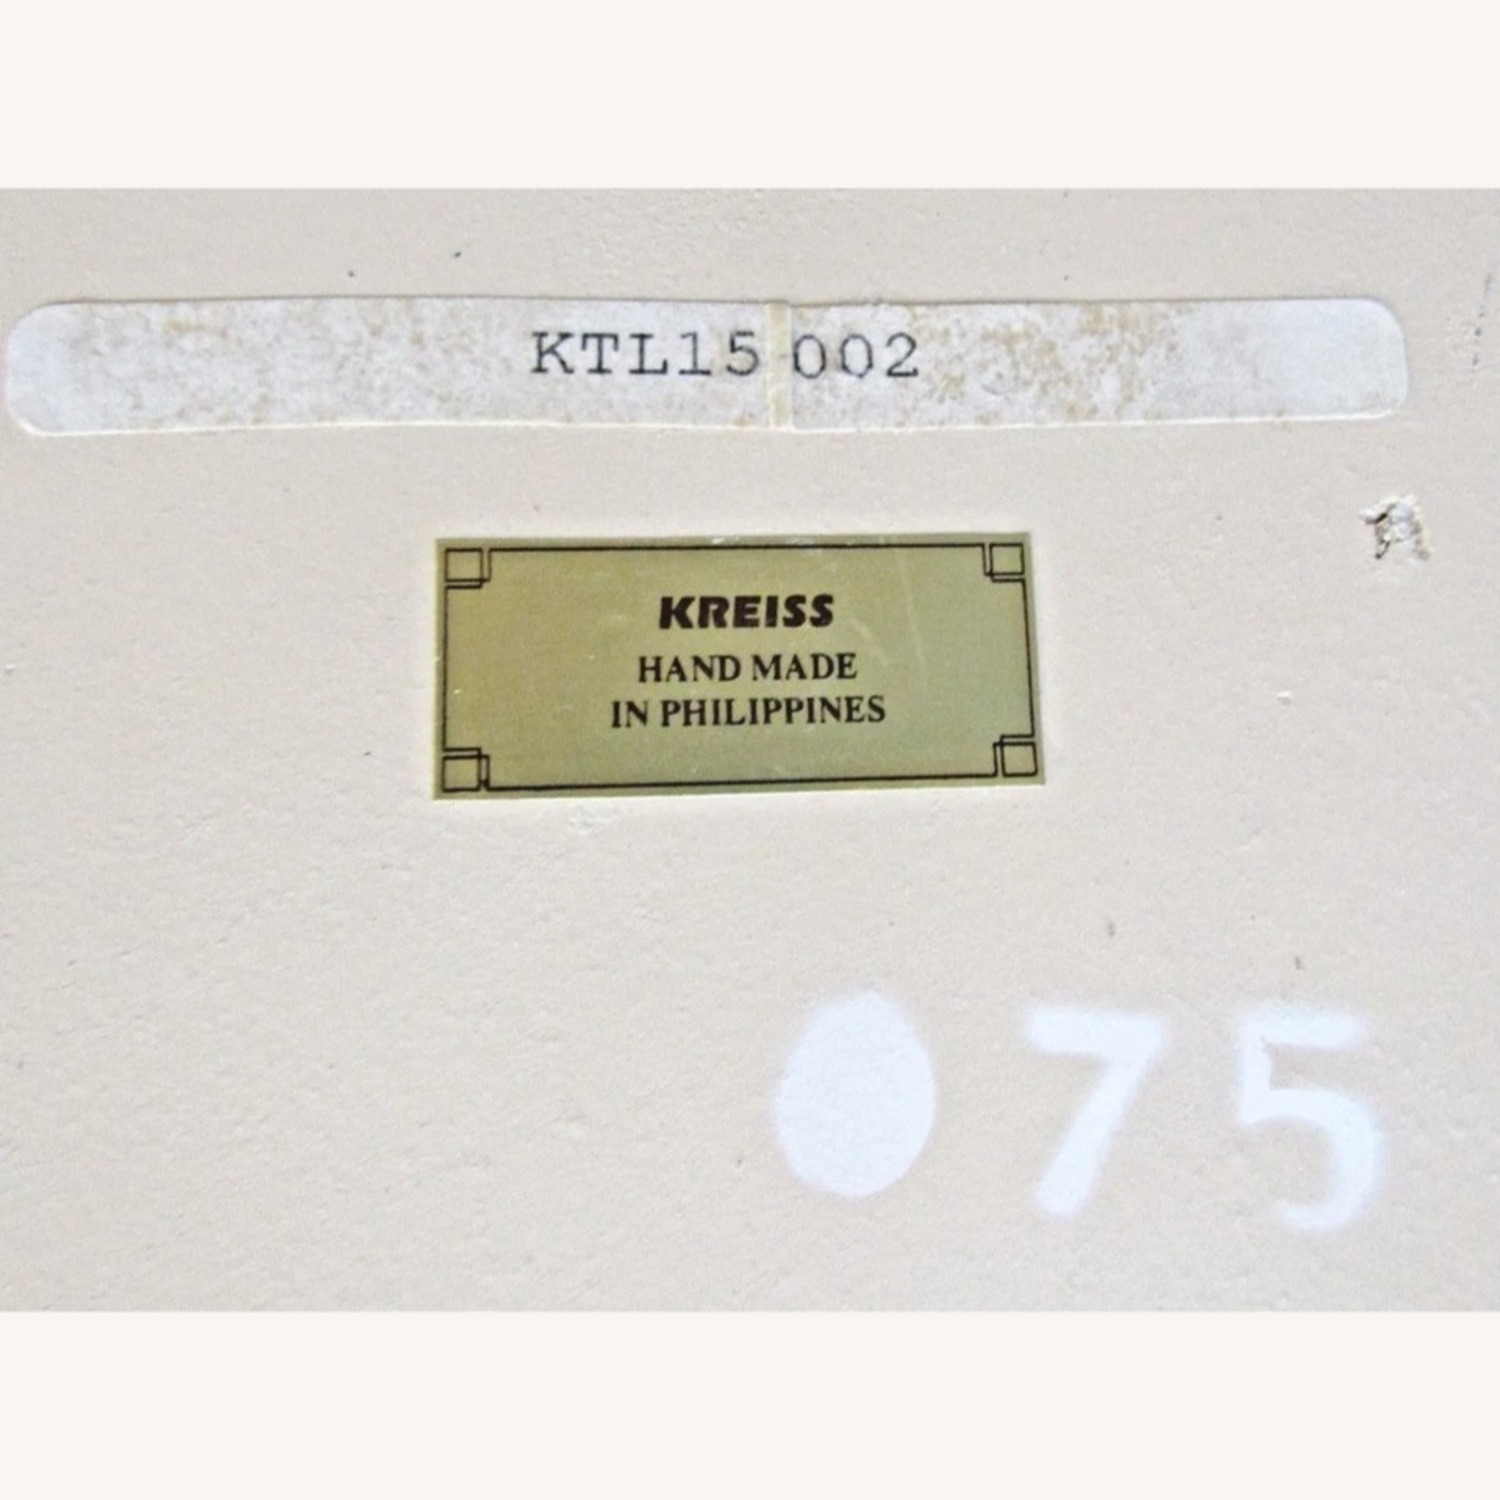 KTL15 002
KREISS
HAND MADE
IN PHILIPPINES
075